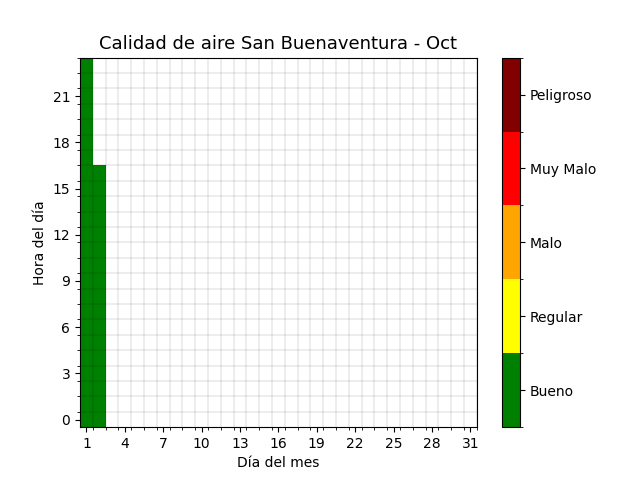 Calidad de aire San Buenaventura - Oct
Hora del día
21
18
15
12
9
6
3
0
1 4 7 10 13 16 19 22 25 28 31
Día del mes
Peligroso
Muy Malo
Malo
Regular
Bueno